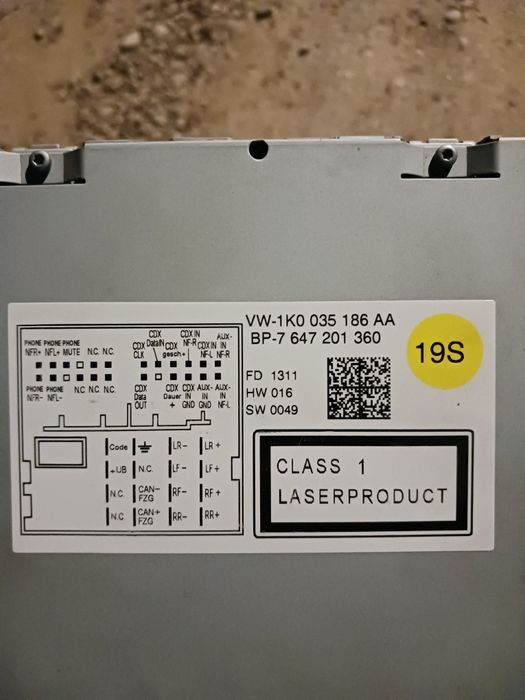 VW-1K0 035 186 AA
BP-7 647 201 360
19S
FD 1311
HW 016
SW 0049
CLASS 1
LASERPRODUCT
PHONE NFR+ PHONE NFL+ PHONE MUTE N.C. N.C.
PHONE NFR- PHONE NFL- N.C. N.C. N.C.
CDX CLK CDX DataIN CDX gesch.+ CDX IN NF-R CDX IN NF-L AUX-IN NF-R
CDX Data OUT CDX Dauer + CDX IN GND AUX-IN GND AUX-IN NF-L
Code LR- LR+
+UB N.C. LF- LF+
N.C. CAN- FZG RF- RF+
N.C. CAN+ FZG RR- RR+